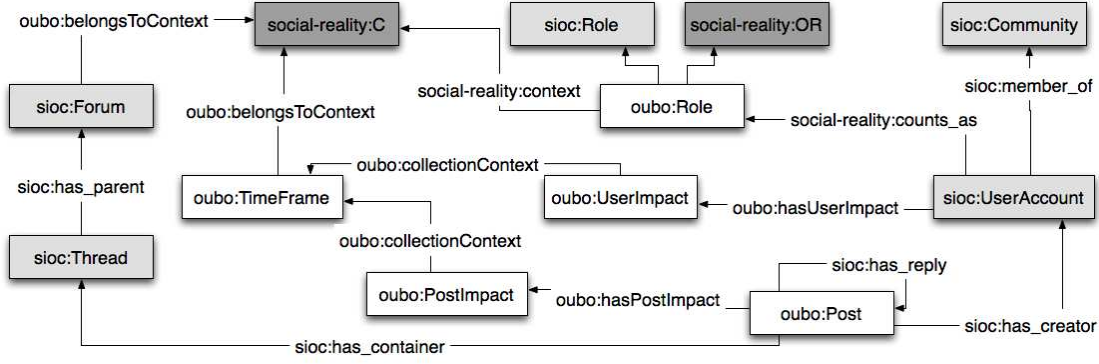 oubo:belongsToContext
social-reality:C
sioc:Role
social-reality:OR
sioc:Community
sioc:Forum
social-reality:context
oubo:Role
sioc:member_of
oubo:belongsToContext
social-reality:counts_as
oubo:collectionContext
sioc:has_parent
oubo:TimeFrame
oubo:UserImpact
oubo:hasUserImpact
sioc:UserAccount
oubo:collectionContext
sioc:Thread
sioc:has_reply
oubo:PostImpact
oubo:hasPostImpact
oubo:Post
sioc:has_creator
sioc:has_container